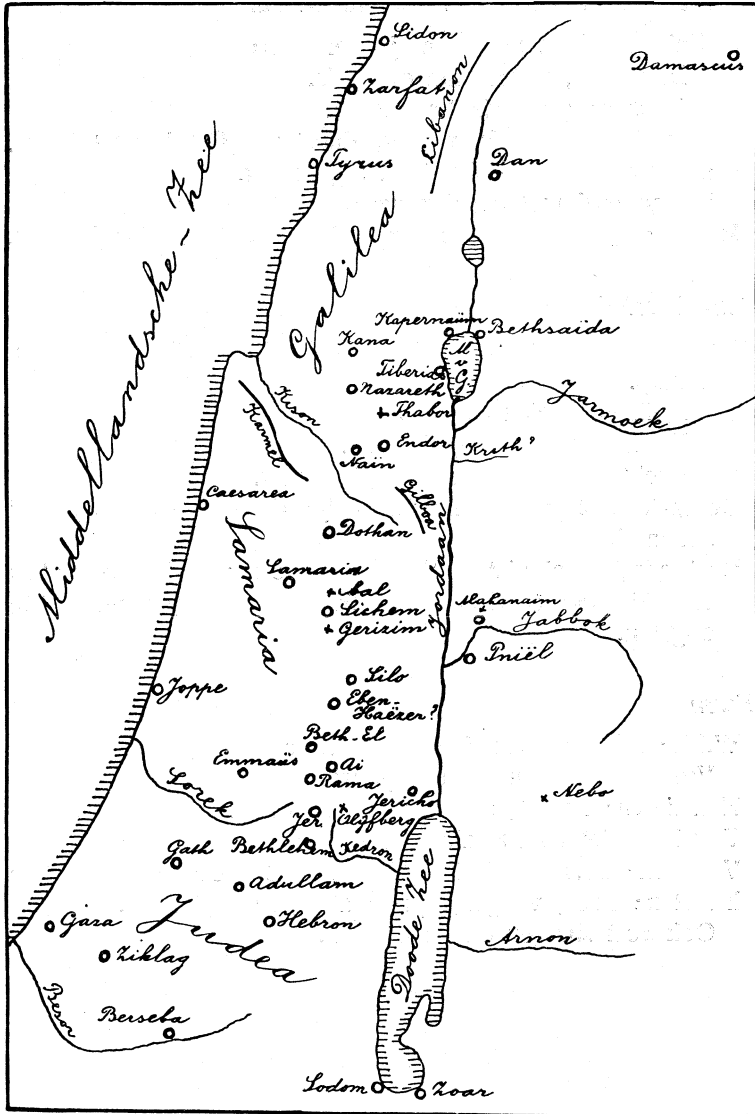 Sidon
Damascus
Zarfat
Libanon
Tyrus
Dan
Middellandsche-Zee
Galilea
Kapernaüm
Bethsaïda
Kana
M
v
G
Tiberias
Nazareth
Jarmoek
Thabor
Kison
Karmel
Endor
Krith?
Naïn
Gilboa
Caesarea
Dothan
Samaria
Jordaan
Samaria
Sichem
Gerizim
Mahanaim
Jabbok
Pniël
Silo
Joppe
Eben-
Haëzer?
Beth-El
Emmaüs
Ai
Rama
Sorek
Jericho
Nebo
Jer.
Olijfberg
Gath
Bethlehem
Kedron
Adullam
Doode Zee
Gaza
Judea
Hebron
Arnon
Ziklag
Besor
Berseba
Sodom
Zoar